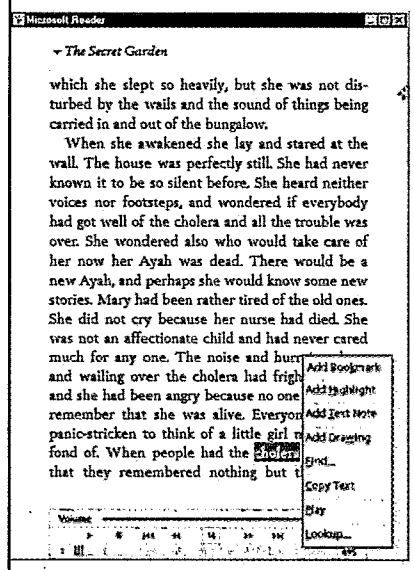 Microsoft Reader
The Secret Garden
which she slept so heavily, but she was not dis-
turbed by the wails and the sound of things being
carried in and out of the bungalow.
When she awakened she lay and stared at the
wall. The house was perfectly still. She had never
known it to be so silent before. She heard neither
voices nor footsteps, and wondered if everybody
had got well of the cholera and all the trouble was
over. She wondered also who would take care of
her now her Ayah was dead. There would be a
new Ayah, and perhaps she would know some new
stories. Mary had been rather tired of the old ones.
She did not cry because her nurse had died. She
was not an affectionate child and had never cared
much for any one. The noise and
and wailing over the cholera had frigh
and she had been angry because no one
remember that she was alive. Everyon
panic-stricken to think of a little girl
fond of. When people had the cholera
that they remembered nothing but t
Add Bookmark
Add Highlight
Add Text Note
Add Drawing
Find...
Copy Text
Play
Lookup...
Volume